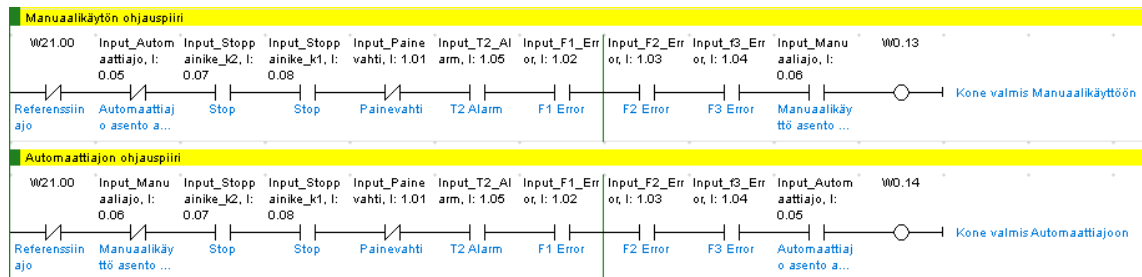 Manuaalikäytön ohjauspiiri
W21.00 Input_Autom Input_Stopp Input_Stopp Input_Paine Input_T2_Al Input_F1_Err Input_F2_Err Input_f3_Err Input_Manu W0.13
aattiajo, I: ainike_k2, I: ainike_k1, I: vahti, I: 1.01 arm, I: 1.05 or, I: 1.02 or, I: 1.03 or, I: 1.04 aaliajo, I:
0.05 0.07 0.08 0.06
Kone valmis Manuaalikäyttöön
Referenssiin Automaattiaj Stop Stop Painevahti T2 Alarm F1 Error F2 Error F3 Error Manuaalikäy
ajo o asento a... ttö asento ...
Automaattiajon ohjauspiiri
W21.00 Input_Manu Input_Stopp Input_Stopp Input_Paine Input_T2_Al Input_F1_Err Input_F2_Err Input_f3_Err Input_Autom W0.14
aaliajo, I: ainike_k2, I: ainike_k1, I: vahti, I: 1.01 arm, I: 1.05 or, I: 1.02 or, I: 1.03 or, I: 1.04 aattiajo, I:
0.06 0.07 0.08 0.05
Kone valmis Automaattiajoon
Referenssiin Manuaalikäy Stop Stop Painevahti T2 Alarm F1 Error F2 Error F3 Error Automaattiaj
ajo ttö asento ... o asento a...